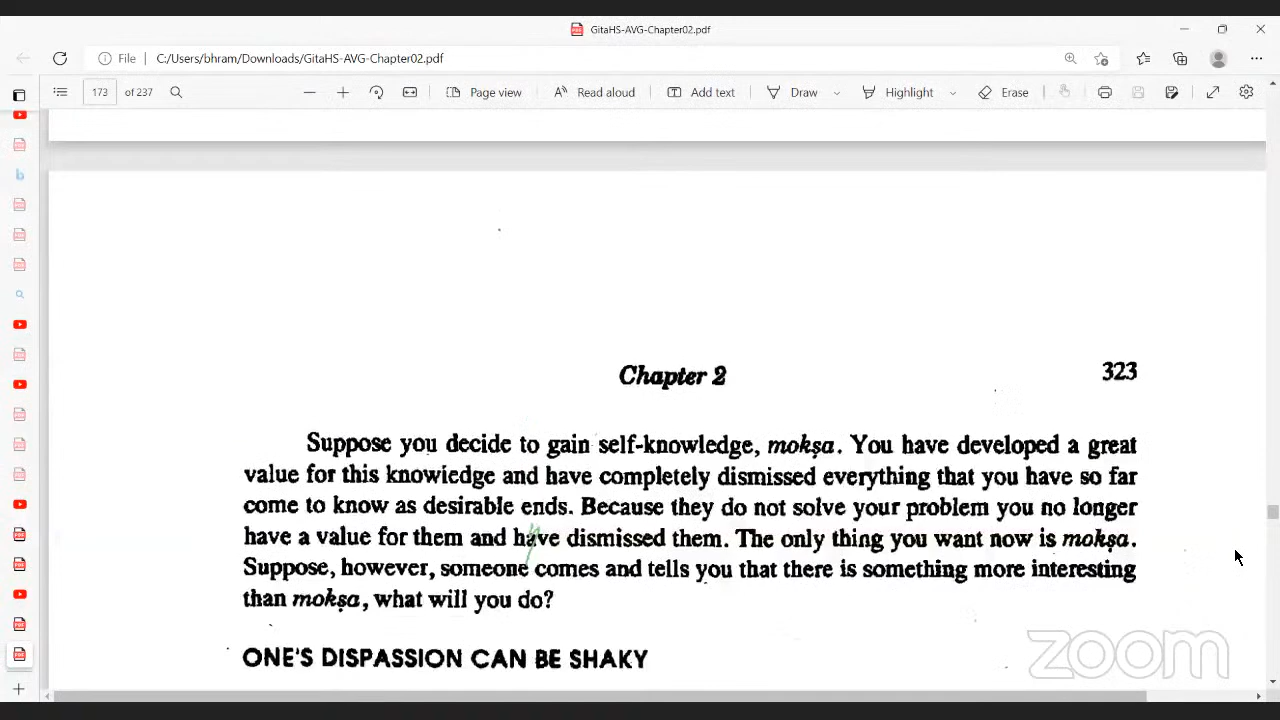 GitaHS-AVG-Chapter02.pdf
File C:/Users/bhram/Downloads/GitaHS-AVG-Chapter02.pdf
173 of 237 Page view Read aloud Add text Draw Highlight Erase
Chapter 2 323
Suppose you decide to gain self-knowledge, mokṣa. You have developed a great
value for this knowledge and have completely dismissed everything that you have so far
come to know as desirable ends. Because they do not solve your problem you no longer
have a value for them and have dismissed them. The only thing you want now is mokṣa.
Suppose, however, someone comes and tells you that there is something more interesting
than mokṣa, what will you do?
ONE'S DISPASSION CAN BE SHAKY
zoom